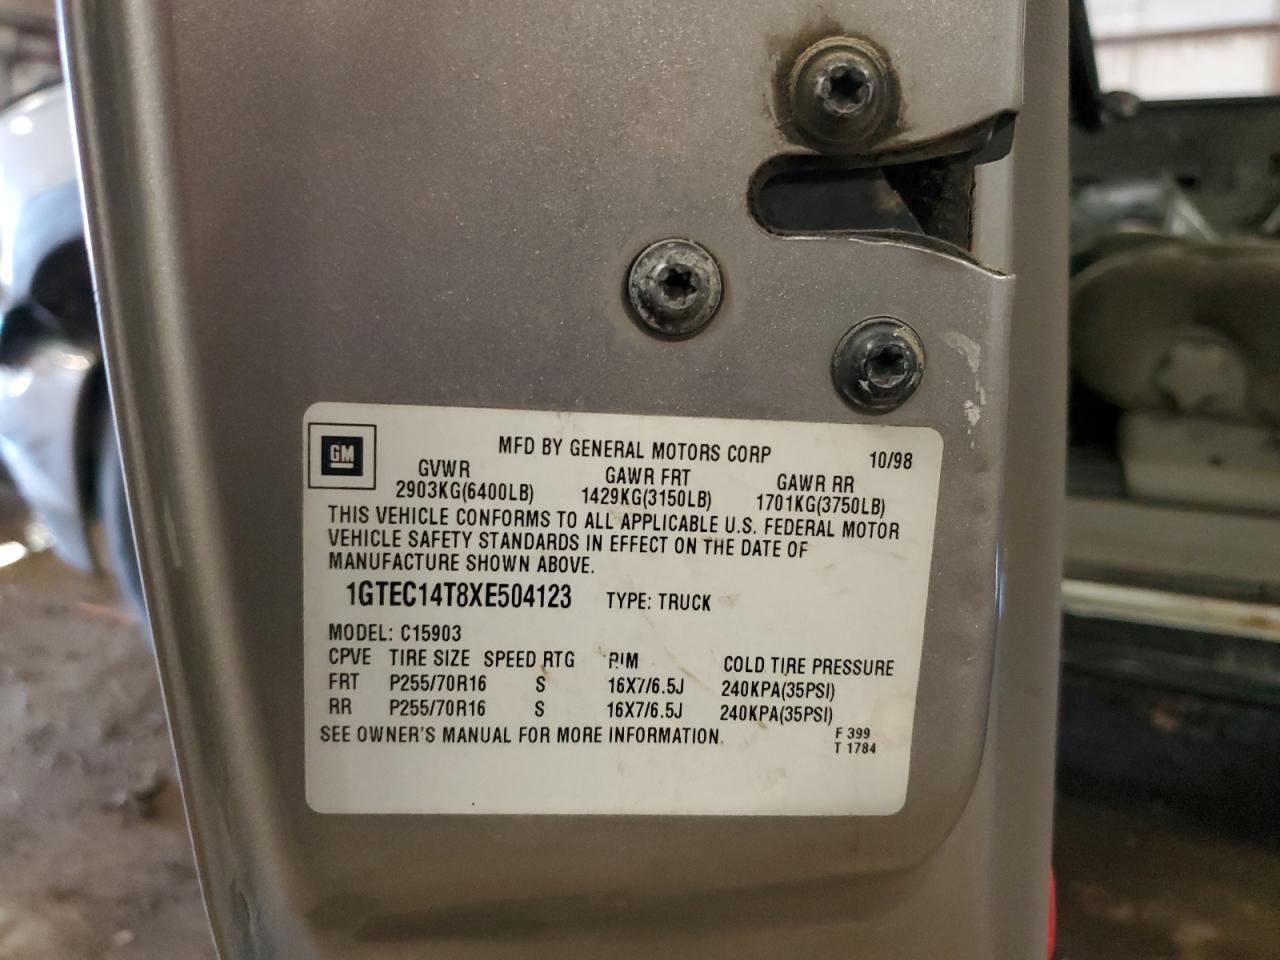 GM
MFD BY GENERAL MOTORS CORP 10/98
GVWR GAWR FRT GAWR RR
2903KG(6400LB) 1429KG(3150LB) 1701KG(3750LB)
THIS VEHICLE CONFORMS TO ALL APPLICABLE U.S. FEDERAL MOTOR
VEHICLE SAFETY STANDARDS IN EFFECT ON THE DATE OF
MANUFACTURE SHOWN ABOVE.
1GTEC14T8XE504123 TYPE: TRUCK
MODEL: C15903
CPVE TIRE SIZE SPEED RTG RIM COLD TIRE PRESSURE
FRT P255/70R16 S 16X7/6.5J 240KPA(35PSI)
RR P255/70R16 S 16X7/6.5J 240KPA(35PSI)
SEE OWNER'S MANUAL FOR MORE INFORMATION.
F 399
T 1784